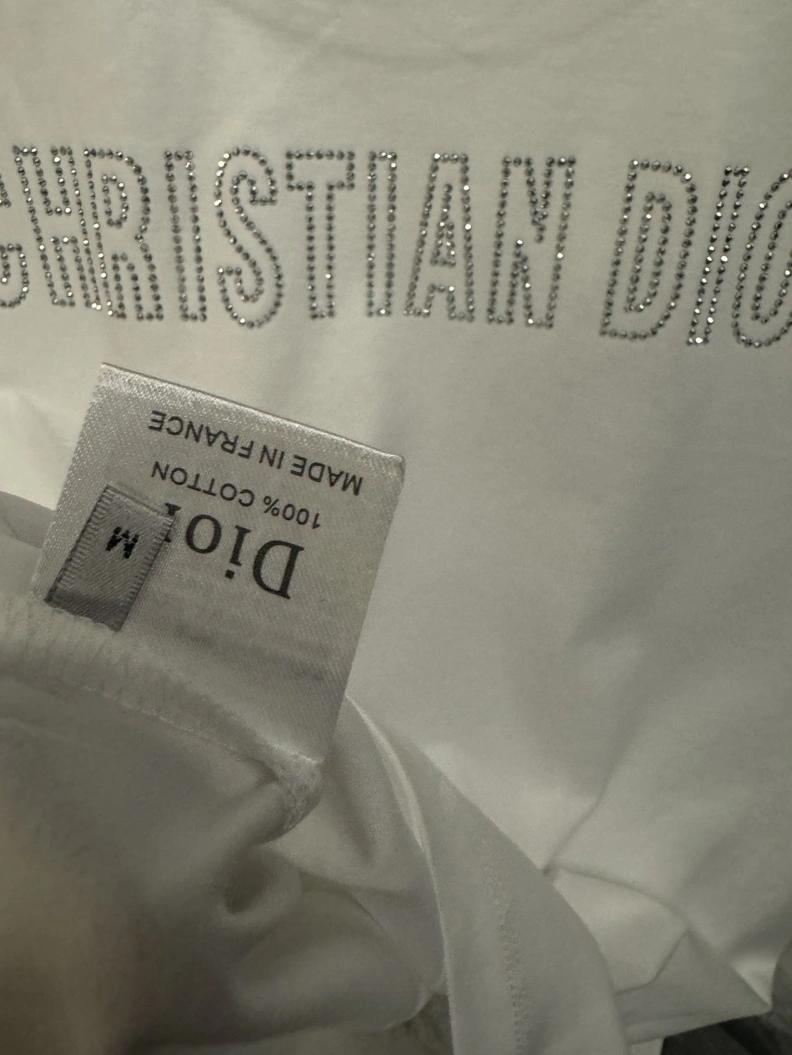 CHRISTIAN DIO
MADE IN FRANCE
100% COTTON
Dior
M